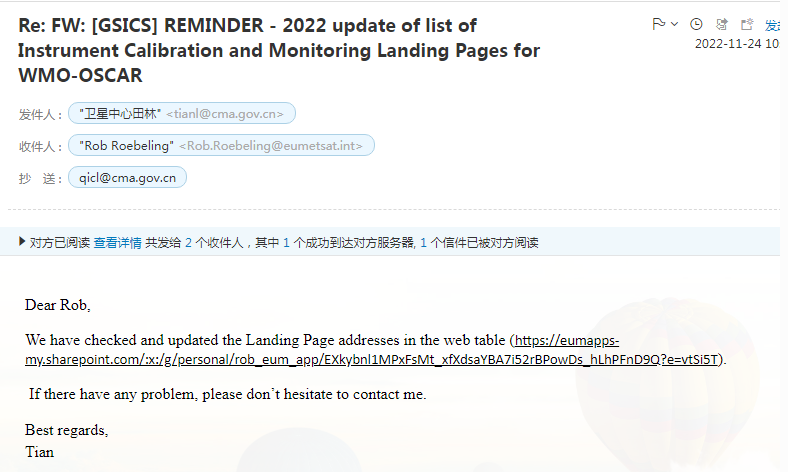 Re: FW: [GSICS] REMINDER - 2022 update of list of
Instrument Calibration and Monitoring Landing Pages for
WMO-OSCAR
2022-11-24 10
发件人： "卫星中心田林" <tianl@cma.gov.cn>
收件人： "Rob Roebeling" <Rob.Roebeling@eumetsat.int>
抄 送： qicl@cma.gov.cn
对方已阅读 查看详情 共发给 2 个收件人，其中 1 个成功到达对方服务器, 1 个信件已被对方阅读
Dear Rob,
We have checked and updated the Landing Page addresses in the web table (https://eumapps-
my.sharepoint.com/:x:/g/personal/rob_eum_app/EXkybnl1MPxFsMt_xfXdsaYBA7i52rBPowDs_hLhPFnD9Q?e=vtSi5T).
If there have any problem, please don't hesitate to contact me.
Best regards,
Tian